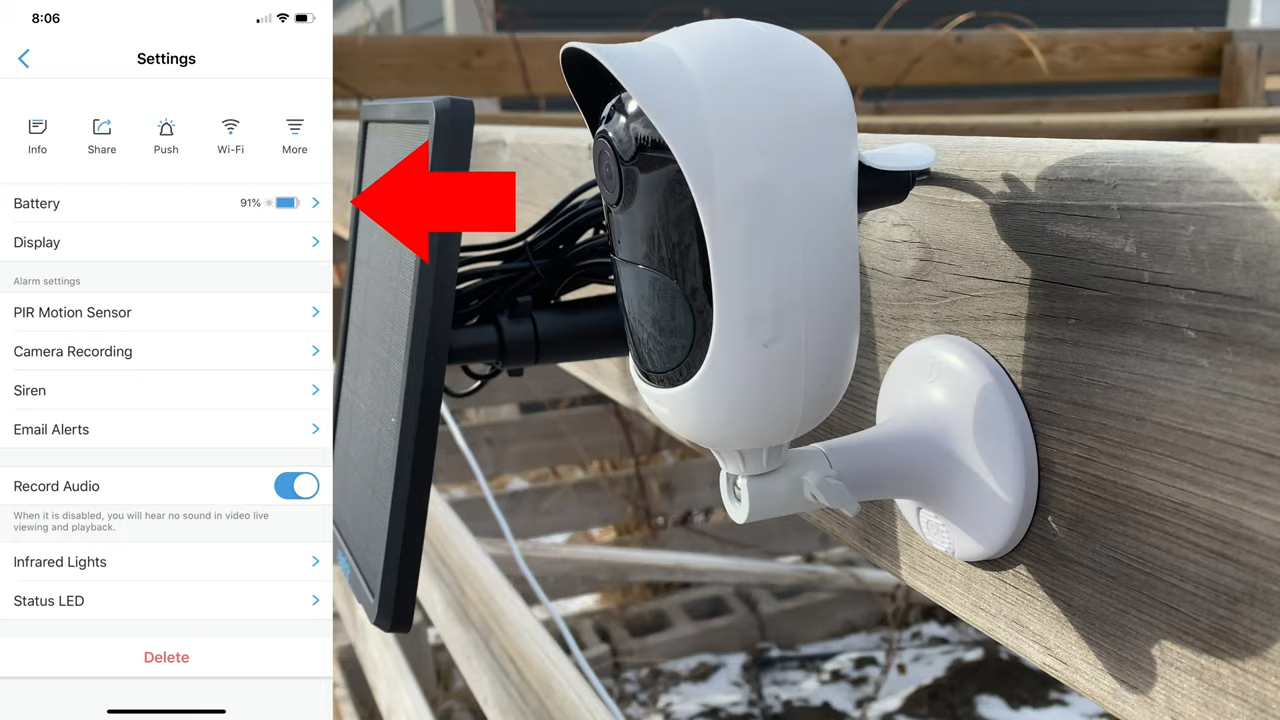 8:06
Settings
Info
Share
Push
Wi-Fi
More
Battery
91%
Display
Alarm settings
PIR Motion Sensor
Camera Recording
Siren
Email Alerts
Record Audio
When it is disabled, you will hear no sound in video live
viewing and playback.
Infrared Lights
Status LED
Delete